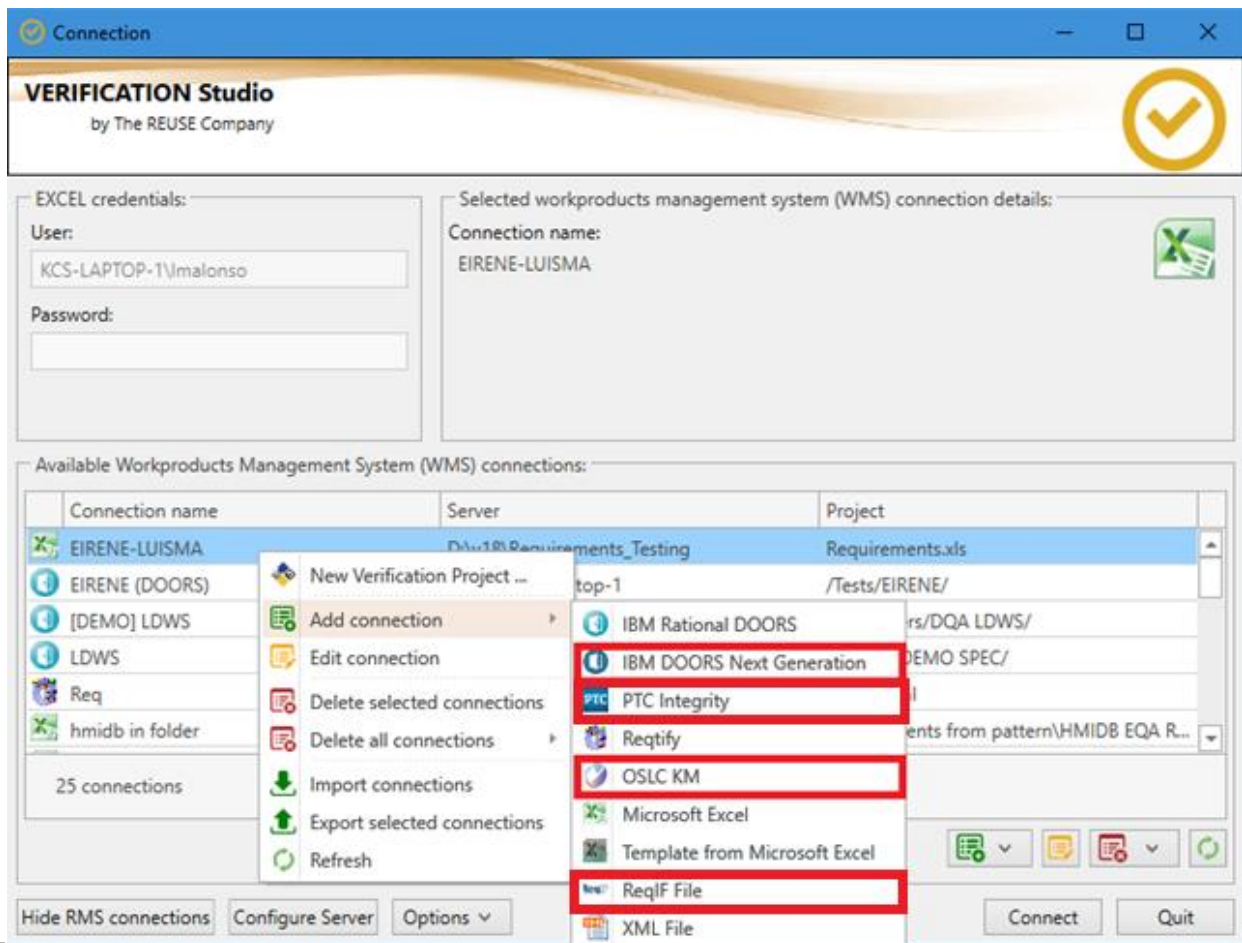 Connection
VERIFICATION Studio
by The REUSE Company
EXCEL credentials:
User:
KCS-LAPTOP-1\lmalonso
Password:
Selected workproducts management system (WMS) connection details:
Connection name:
EIRENE-LUISMA
Available Workproducts Management System (WMS) connections:
Connection name Server Project
EIRENE-LUISMA D:\v18\Requirements_Testing Requirements.xls
EIRENE (DOORS) top-1 /Tests/EIRENE/
[DEMO] LDWS rs/DQA LDWS/
LDWS DEMO SPEC/
Req
hmidb in folder ents from pattern\HMIDB EQA R...
25 connections
New Verification Project ...
Add connection
Edit connection
Delete selected connections
Delete all connections
Import connections
Export selected connections
Refresh
IBM Rational DOORS
IBM DOORS Next Generation
PTC PTC Integrity
Reqtify
OSLC KM
Microsoft Excel
Template from Microsoft Excel
ReqIF File
XML File
Hide RMS connections Configure Server Options Connect Quit